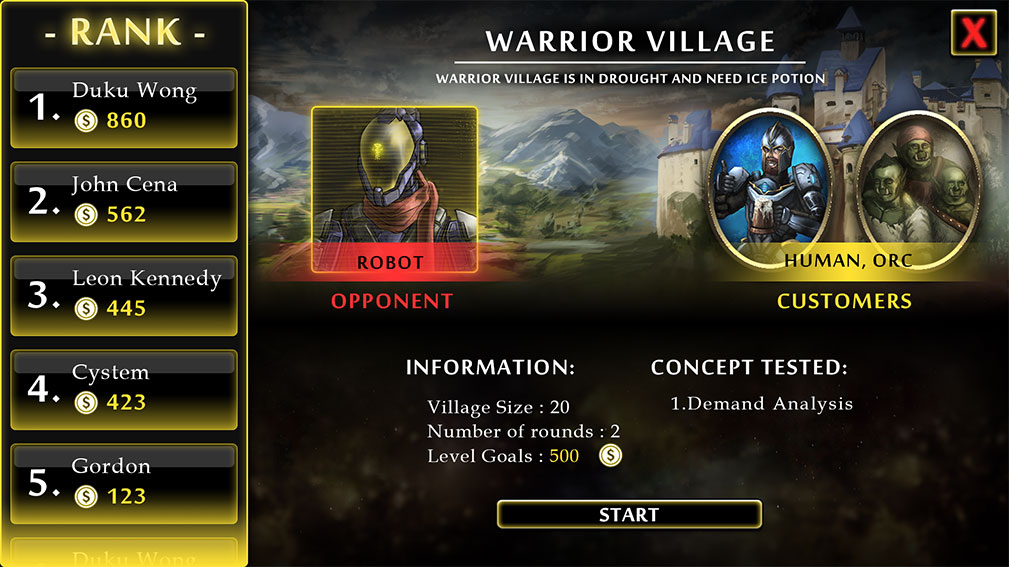 - RANK -
1. Duku Wong
$ 860
2. John Cena
$ 562
3. Leon Kennedy
$ 445
4. Cystem
$ 423
5. Gordon
$ 123
Duku Wong
WARRIOR VILLAGE
WARRIOR VILLAGE IS IN DROUGHT AND NEED ICE POTION
X
ROBOT
OPPONENT
HUMAN, ORC
CUSTOMERS
INFORMATION:
Village Size : 20
Number of rounds : 2
Level Goals : 500 $
CONCEPT TESTED:
1.Demand Analysis
START